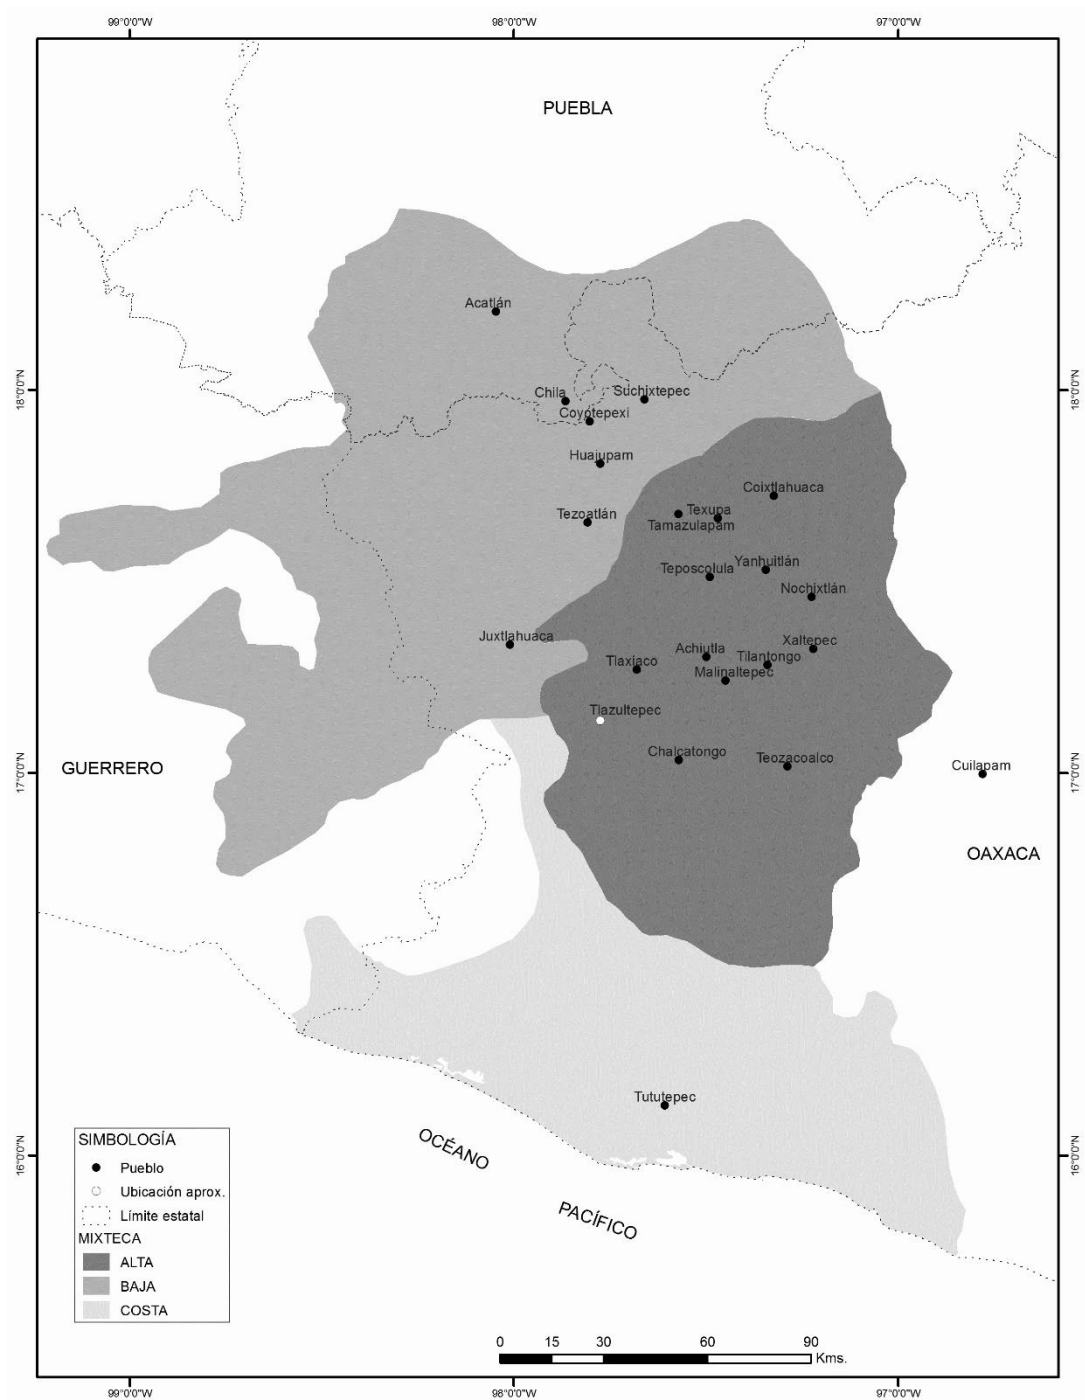 99°0'0"W
98°0'0"W
97°0'0"W
PUEBLA
Acatlán
18°0'0"N
18°0'0"N
Chila
Suchixtepec
Coyotepexi
Huajupam
Coixtlahuaca
Tezoatlán
Texupa
Tamazulapam
Yanhuitlán
Teposcolula
Nochixtlán
Juxtlahuaca
Achiutla
Xaltepec
Tlaxiaco
Tilantongo
Malinaltepec
Tlazultepec
Chalcatongo
Teozacoalco
17°0'0"N
GUERRERO
Cuilapam
17°0'0"N
OAXACA
Tututepec
16°0'0"N
16°0'0"N
OCÉANO
PACÍFICO
SIMBOLOGÍA
Pueblo
Ubicación aprox.
Límite estatal
MIXTECA
ALTA
BAJA
COSTA
0 15 30 60 90
Kms.
99°0'0"W
98°0'0"W
97°0'0"W